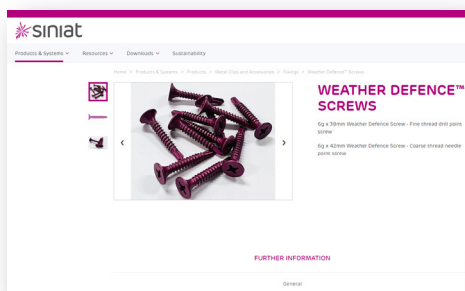 siniat
Products & Systems
Resources
Downloads
Sustainability
Home > Products & Systems > Products > Metal Clips and Accessories > Fixings > Weather Defence™ Screws
WEATHER DEFENCE™
SCREWS
6g x 38mm Weather Defence Screw - Fine thread drill point
screw
6g x 42mm Weather Defence Screw - Coarse thread needle
point screw
FURTHER INFORMATION
General